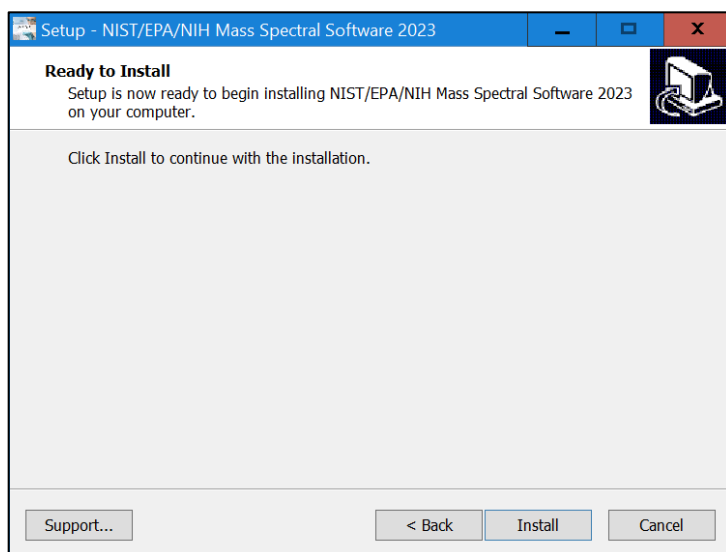 Setup - NIST/EPA/NIH Mass Spectral Software 2023
Ready to Install
Setup is now ready to begin installing NIST/EPA/NIH Mass Spectral Software 2023
on your computer.
Click Install to continue with the installation.
Support...
< Back
Install
Cancel